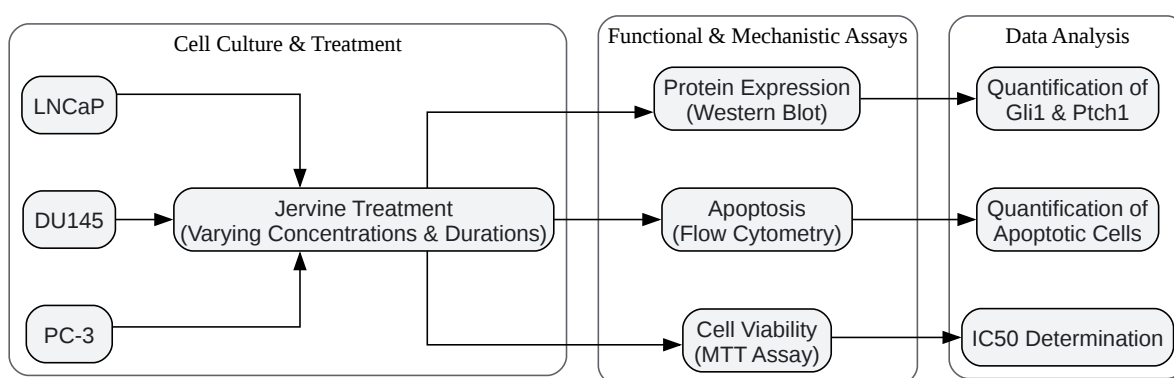 Cell Culture & Treatment
LNCaP
DU145
PC-3
Jervine Treatment
(Varying Concentrations & Durations)
Functional & Mechanistic Assays
Protein Expression
(Western Blot)
Apoptosis
(Flow Cytometry)
Cell Viability
(MTT Assay)
Data Analysis
Quantification of
Gli1 & Ptch1
Quantification of
Apoptotic Cells
IC50 Determination